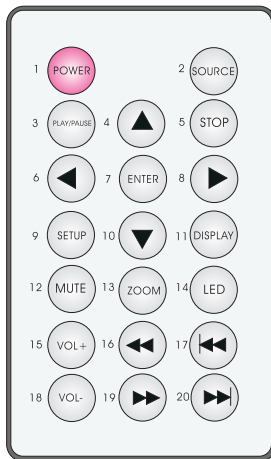 1 POWER 2 SOURCE
3 PLAY/PAUSE 4 5 STOP
6 7 ENTER 8
9 SETUP 10 11 DISPLAY
12 MUTE 13 ZOOM 14 LED
15 VOL+ 16 17
18 VOL- 19 20